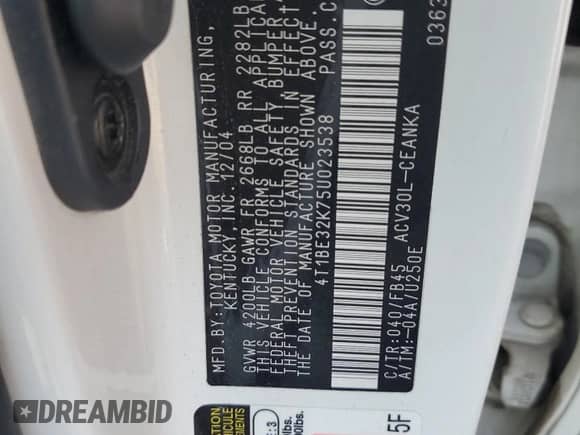 MFD.BY:TOYOTA MOTOR MANUFACTURING,
KENTUCKY, INC 12/04
GVWR 4200LB GAWR FR 2668LB RR 2282LB
THIS VEHICLE CONFORMS TO ALL APPLICA
FEDERAL MOTOR VEHICLE SAFETY BUMPER,
THEFT PREVENTION STANDARDS IN EFFECT
THE DATE OF MANUFACTURE SHOWN ABOVE.
4T1BE32K75U023538
PASS.C
C/TR:040/FB45
ACV30L-CEANKA
A/TM:-04A/U250E
0363
5F
DREAMBID